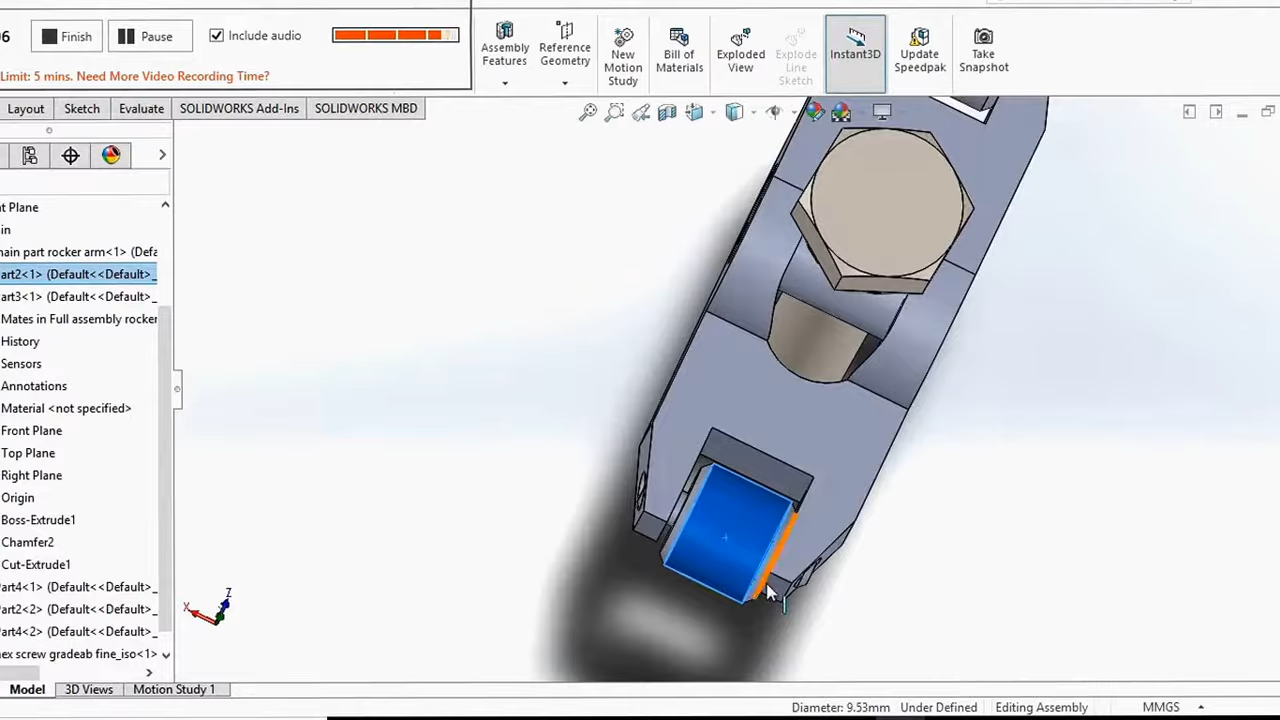 06
Finish
Pause
Include audio
Limit: 5 mins. Need More Video Recording Time?
Assembly
Features
Reference
Geometry
New
Motion
Study
Bill of
Materials
Exploded
View
Explode
Line
Sketch
Instant3D
Update
Speedpak
Take
Snapshot
Layout
Sketch
Evaluate
SOLIDWORKS Add-Ins
SOLIDWORKS MBD
nt Plane
in
nain part rocker arm<1> (Defa
art2<1> (Default<<Default>_
art3<1> (Default<<Default>_
Mates in Full assembly rocker
History
Sensors
Annotations
Material <not specified>
Front Plane
Top Plane
Right Plane
Origin
Boss-Extrude1
Chamfer2
Cut-Extrude1
art4<1> (Default<<Default>_
art2<2> (Default<<Default>_
art4<2> (Default<<Default>_
ex screw gradeab fine_iso<1>
X
Z
Model
3D Views
Motion Study 1
Diameter: 9.53mm
Under Defined
Editing Assembly
MMGS